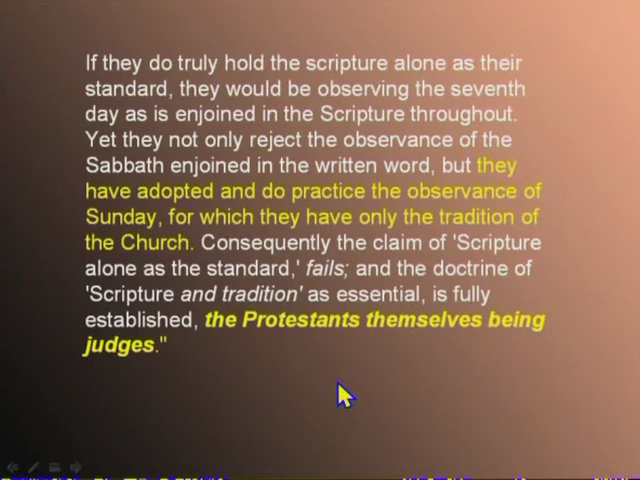 If they do truly hold the scripture alone as their
standard, they would be observing the seventh
day as is enjoined in the Scripture throughout.
Yet they not only reject the observance of the
Sabbath enjoined in the written word, but they
have adopted and do practice the observance of
Sunday, for which they have only the tradition of
the Church. Consequently the claim of 'Scripture
alone as the standard,' fails; and the doctrine of
'Scripture and tradition' as essential, is fully
established, the Protestants themselves being
judges."